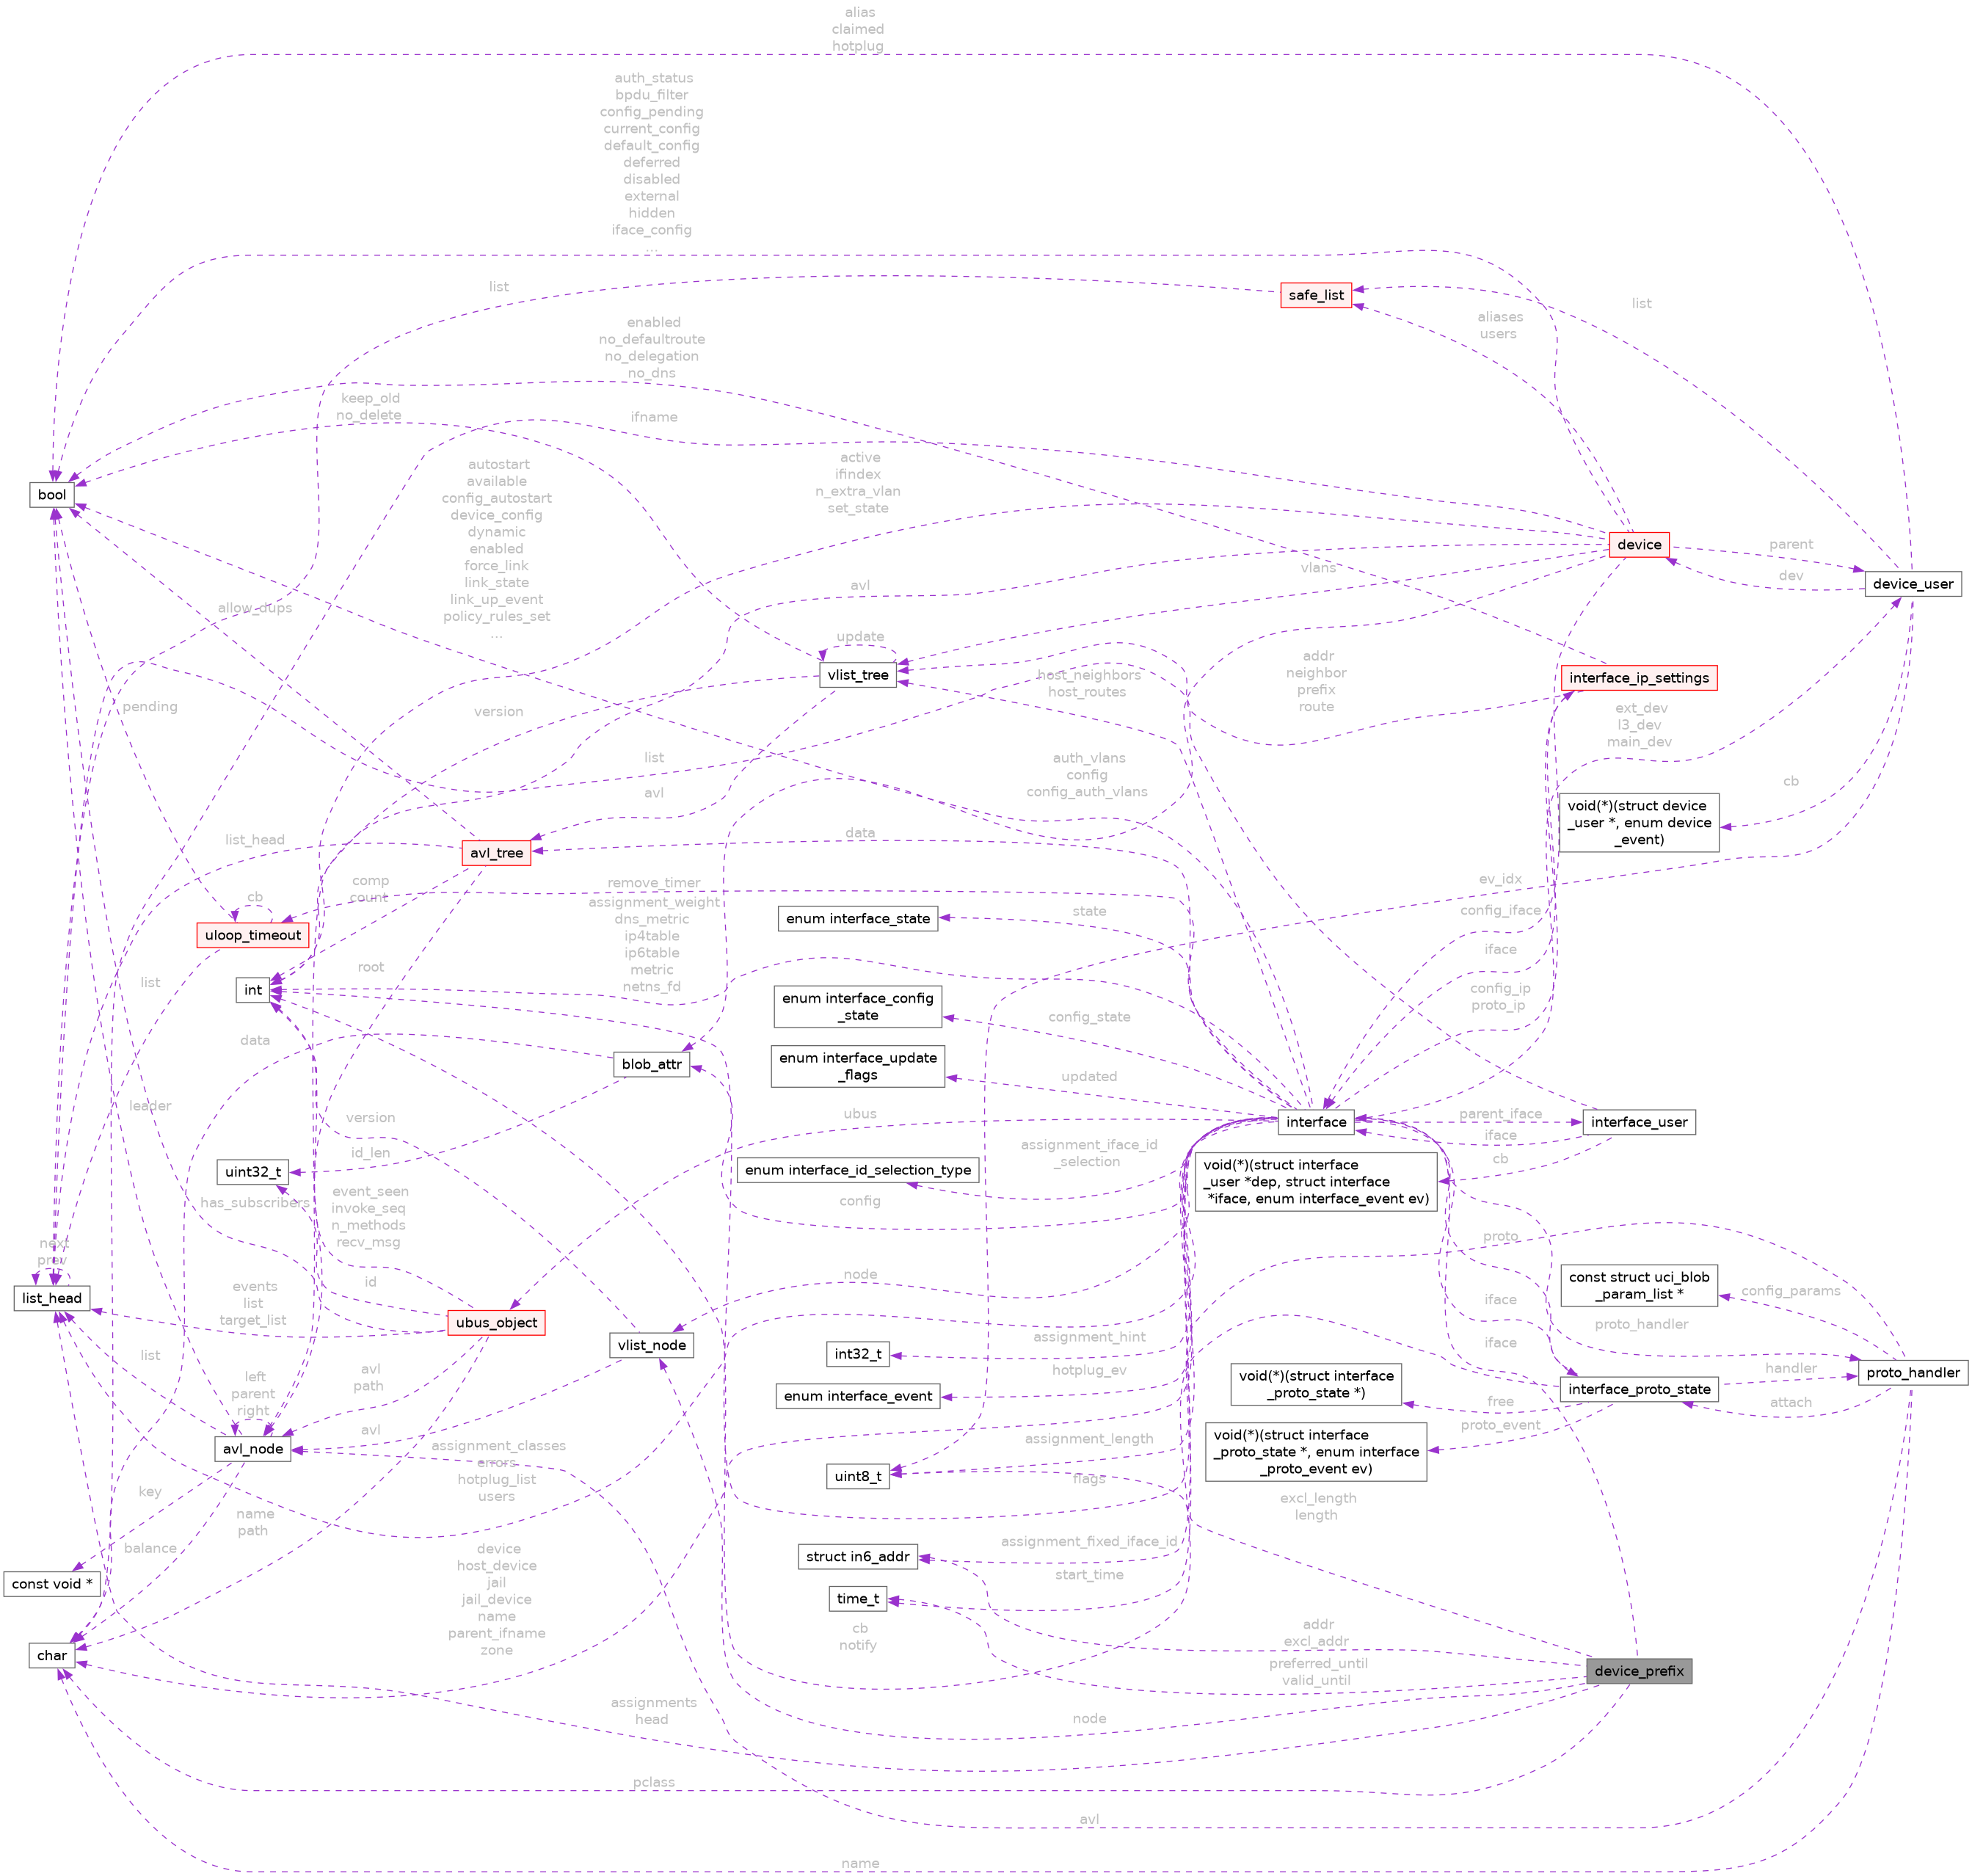 alias
claimed
hotplug
auth_status
bpdu_filter
config_pending
current_config
default_config
deferred
disabled
external
hidden
iface_config
...
list
safe_list
list
aliases
users
enabled
no_defaultroute
no_delegation
no_dns
keep_old
no_delete
ifname
bool
autostart
available
config_autostart
device_config
dynamic
enabled
force_link
link_state
link_up_event
policy_rules_set
...
active
ifindex
n_extra_vlan
set_state
device
parent
dev
device_user
vlans
avl
allow_dups
update
vlist_tree
interface_ip_settings
host_neighbors
host_routes
addr
neighbor
prefix
route
ext_dev
l3_dev
main_dev
pending
version
list
auth_vlans
config
config_auth_vlans
cb
void(*)(struct device
_user *, enum device
_event)
avl
list_head
avl_tree
data
cb
uloop_timeout
comp
count
remove_timer
assignment_weight
dns_metric
ip4table
ip6table
metric
netns_fd
enum interface_state
state
ev_idx
config_iface
iface
list
int
root
enum interface_config
_state
config_state
config_ip
proto_ip
data
blob_attr
enum interface_update
_flags
updated
leader
version
ubus
interface
parent_iface
iface
interface_user
uint32_t
id_len
enum interface_id_selection_type
assignment_iface_id
_selection
void(*)(struct interface
_user *dep, struct interface
*iface, enum interface_event ev)
cb
has_subscribers
event_seen
invoke_seq
n_methods
recv_msg
config
proto
next
prev
list_head
events
list
target_list
id
ubus_object
node
vlist_node
const struct uci_blob
_param_list *
config_params
iface
proto_handler
assignment_hint
int32_t
iface
list
left
parent
right
avl
path
hotplug_ev
enum interface_event
void(*)(struct interface
_proto_state *)
free
interface_proto_state
handler
attach
proto_handler
avl_node
avl
proto_event
void(*)(struct interface
_proto_state *, enum interface
_proto_event ev)
assignment_classes
errors
hotplug_list
users
assignment_length
uint8_t
flags
key
name
path
excl_length
length
balance
const void *
device
host_device
jail
jail_device
name
parent_ifname
zone
struct in6_addr
assignment_fixed_iface_id
start_time
time_t
char
cb
notify
addr
excl_addr
preferred_until
valid_until
device_prefix
assignments
head
node
pclass
avl
name